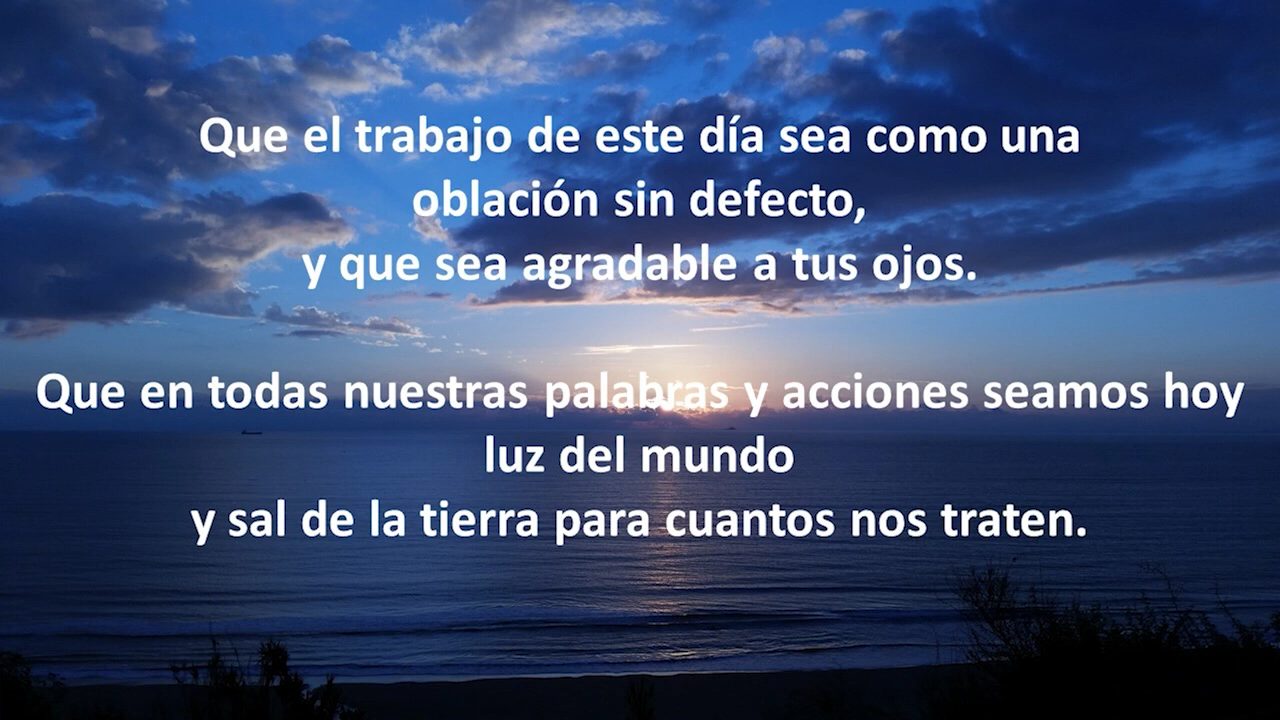 Que el trabajo de este día sea como una
oblación sin defecto,
y que sea agradable a tus ojos.
Que en todas nuestras palabras y acciones seamos hoy
luz del mundo
y sal de la tierra para cuantos nos traten.